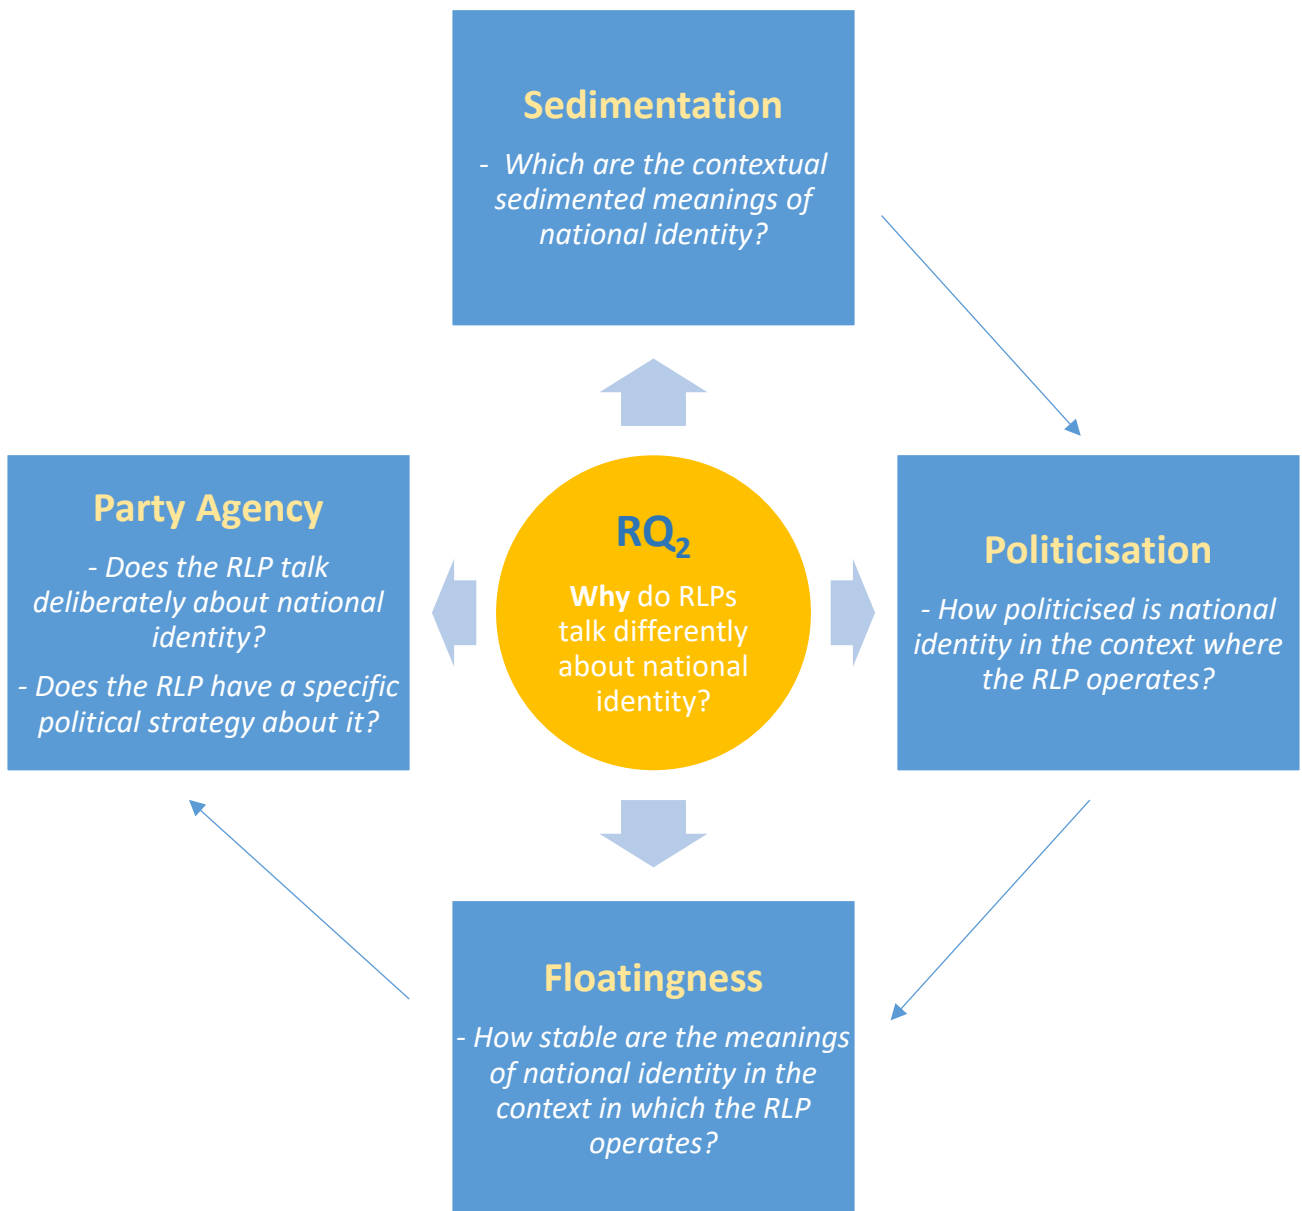 Sedimentation
- Which are the contextual
sedimented meanings of
national identity?
Party Agency
- Does the RLP talk
deliberately about national
identity?
- Does the RLP have a specific
political strategy about it?
RQ₂
Why do RLPs
talk differently
about national
identity?
Politicisation
- How politicised is national
identity in the context where
the RLP operates?
Floatingness
- How stable are the meanings
of national identity in the
context in which the RLP
operates?